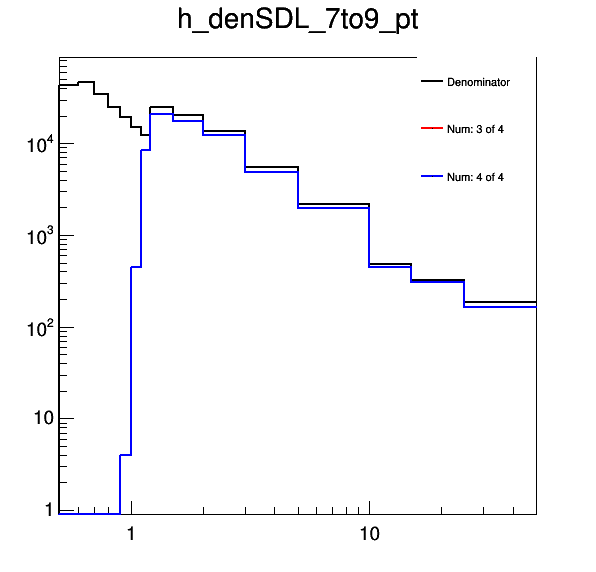 h_denSDL_7to9_pt
Denominator
Num: 3 of 4
Num: 4 of 4
10⁴
10³
10²
10
1
1
10